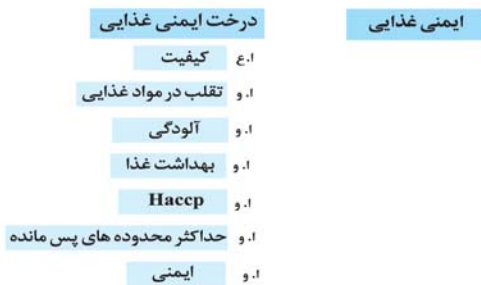 ایمنی غذایی
درخت ایمنی غذایی
ا.ع کیفیت
ا.و تقلب در مواد غذایی
ا.و آلودگی
ا.و بهداشت غذا
ا.و Haccp
ا.و حداکثر محدوده های پس مانده
ا.و ایمنی